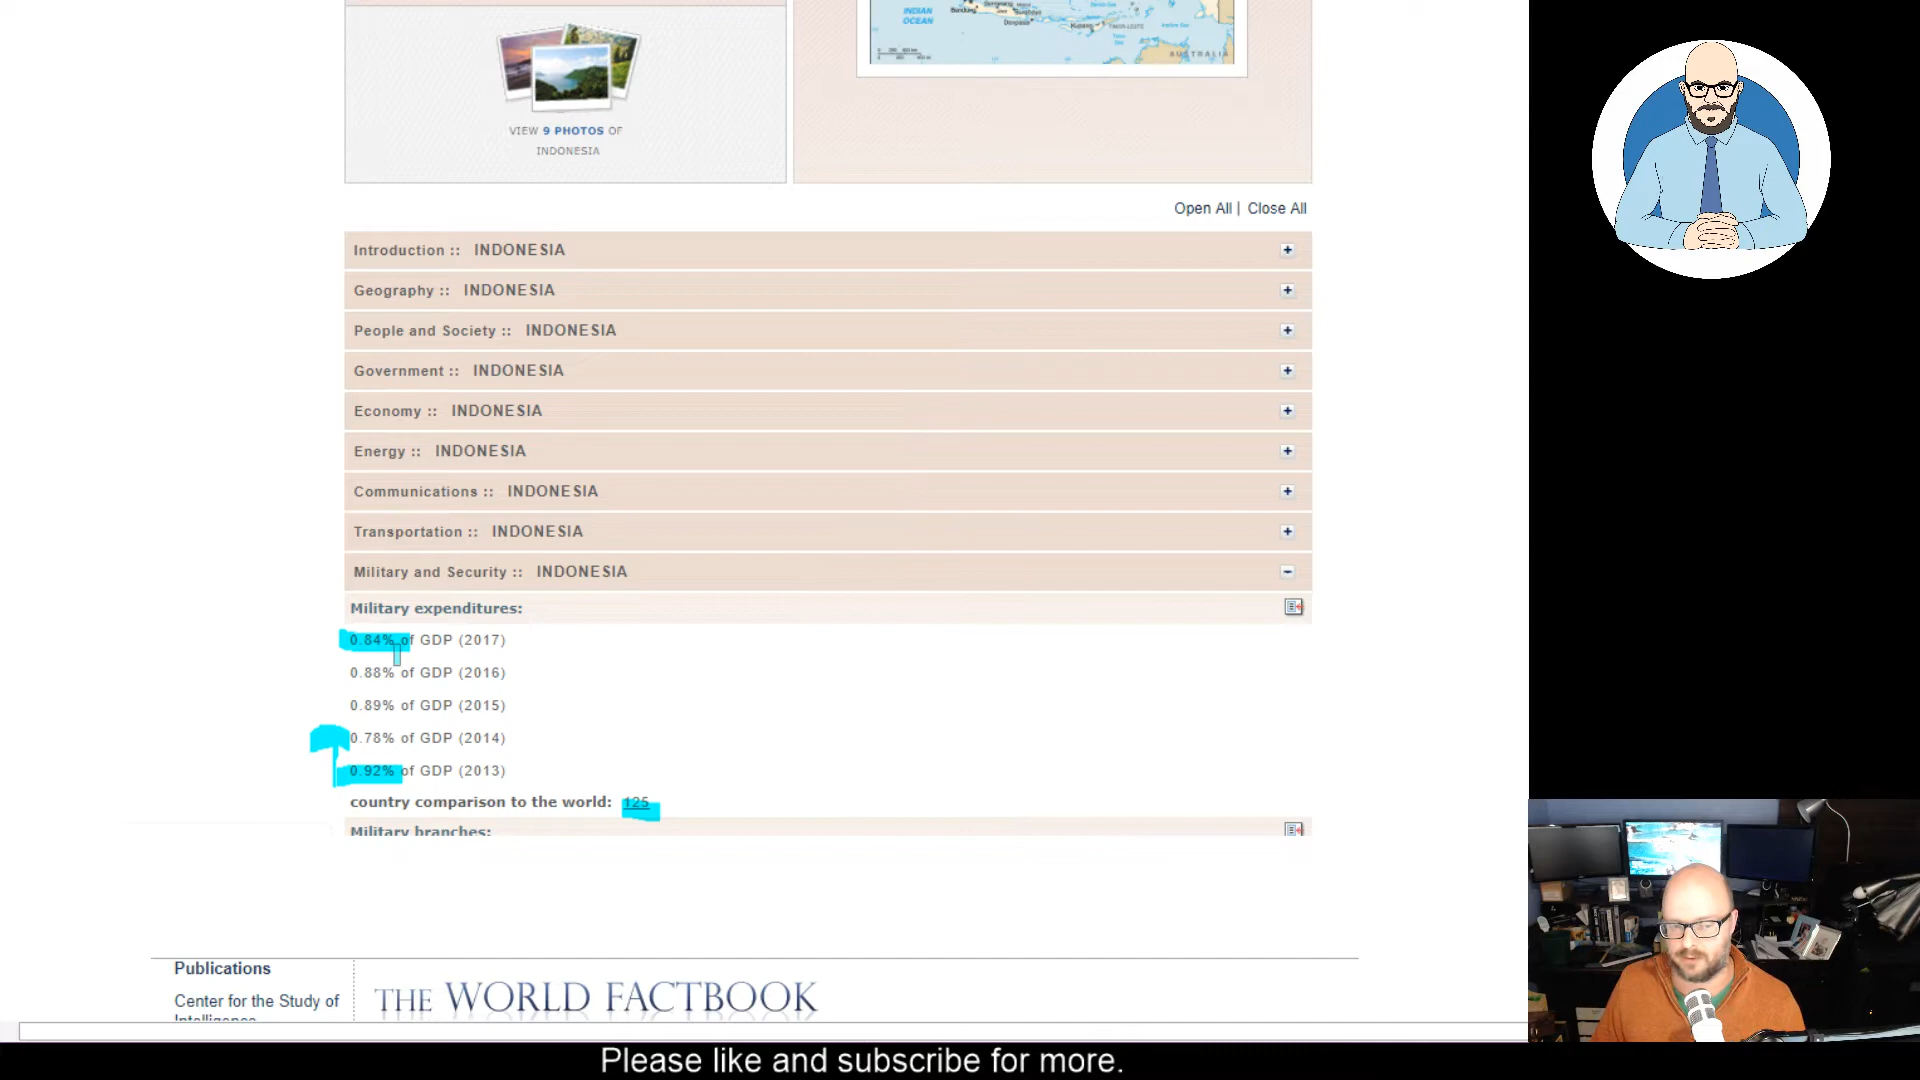 INDIAN
OCEAN
AUSTRALIA
VIEW 9 PHOTOS OF
INDONESIA
Open All | Close All
Introduction :: INDONESIA
Geography :: INDONESIA
People and Society :: INDONESIA
Government :: INDONESIA
Economy :: INDONESIA
Energy :: INDONESIA
Communications :: INDONESIA
Transportation :: INDONESIA
Military and Security :: INDONESIA
Military expenditures:
0.84% of GDP (2017)
0.88% of GDP (2016)
0.89% of GDP (2015)
0.78% of GDP (2014)
0.92% of GDP (2013)
country comparison to the world: 125
Military branches:
Publications
Center for the Study of
Intelligence
THE WORLD FACTBOOK
Please like and subscribe for more.